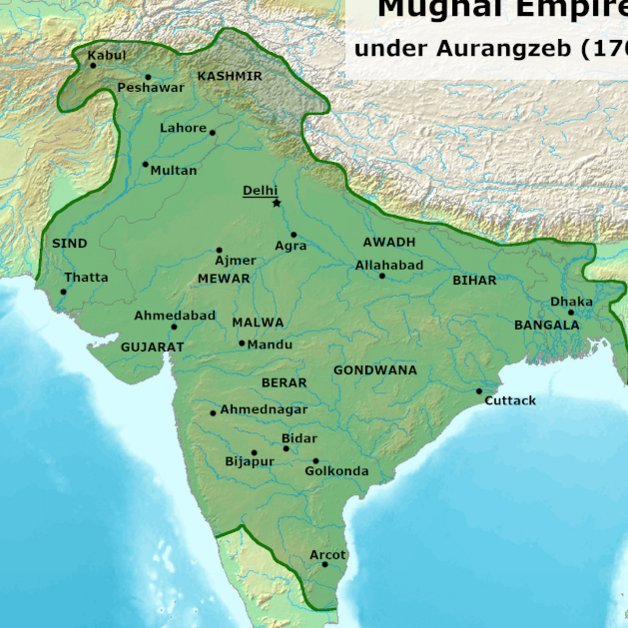 Mughal Empire
under Aurangzeb (170
Kabul
KASHMIR
Peshawar
Lahore
Multan
Delhi
SIND
AWADH
Agra
Ajmer
Allahabad
Thatta
MEWAR
BIHAR
Dhaka
Ahmedabad
MALWA
BANGALA
Mandu
GUJARAT
GONDWANA
BERAR
Cuttack
Ahmednagar
Bidar
Bijapur
Golkonda
Arcot